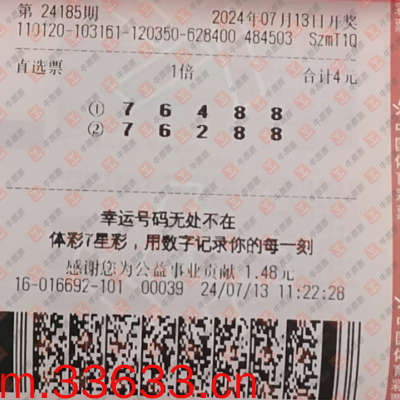 第 24185期 2024年07月13日开奖
110120-103161-120350-628400 484503 SzmT1Q
直选票 1倍 合计4元
① 7 6 4 8 8
② 7 6 2 8 8
幸运号码无处不在
体彩7星彩，用数字记录你的每一刻
感谢您为公益事业贡献 1.48元
16-016692-101 00039 24/07/13 11:22:28
m.33633.cn
中国体育彩